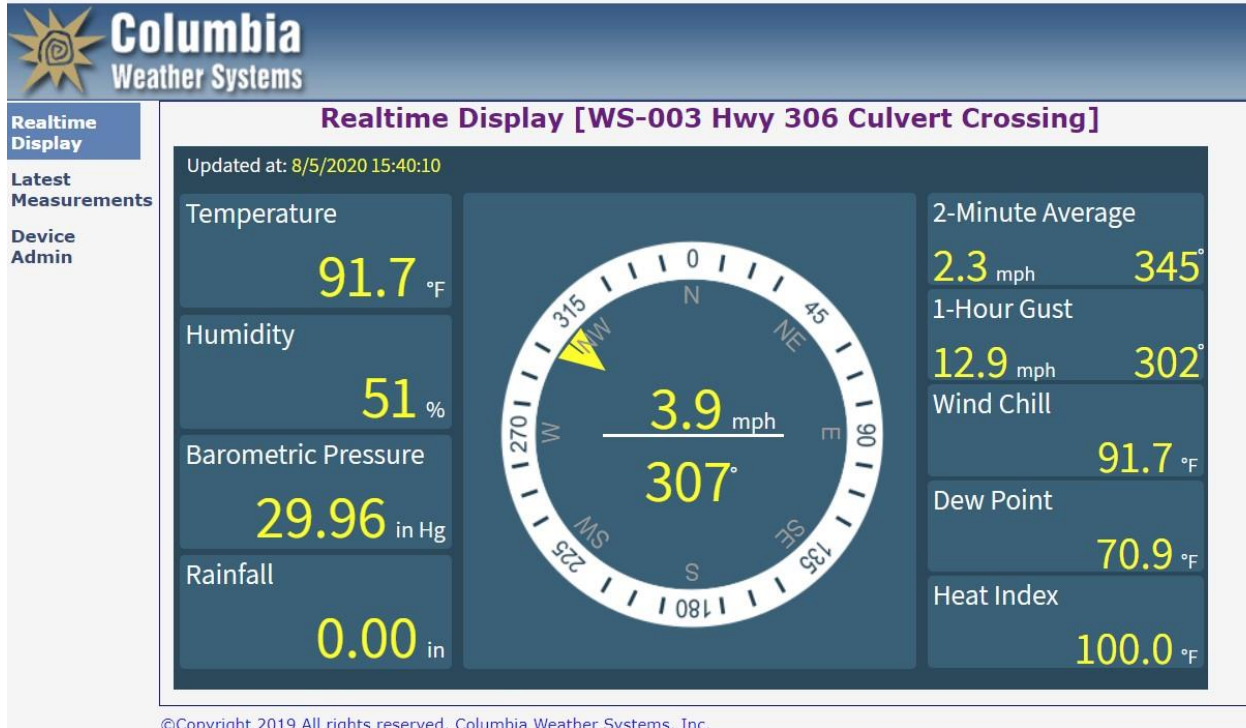 Columbia
Weather Systems
Realtime
Display
Latest
Measurements
Device
Admin
Realtime Display [WS-003 Hwy 306 Culvert Crossing]
Updated at: 8/5/2020 15:40:10
Temperature
91.7 °F
Humidity
51 %
Barometric Pressure
29.96 in Hg
Rainfall
0.00 in
0
45
90
135
180
225
270
315
N
NE
E
SE
S
SW
W
NW
3.9 mph
307°
2-Minute Average
2.3 mph 345°
1-Hour Gust
12.9 mph 302°
Wind Chill
91.7 °F
Dew Point
70.9 °F
Heat Index
100.0 °F
©Copyright 2019 All rights reserved. Columbia Weather Systems, Inc.